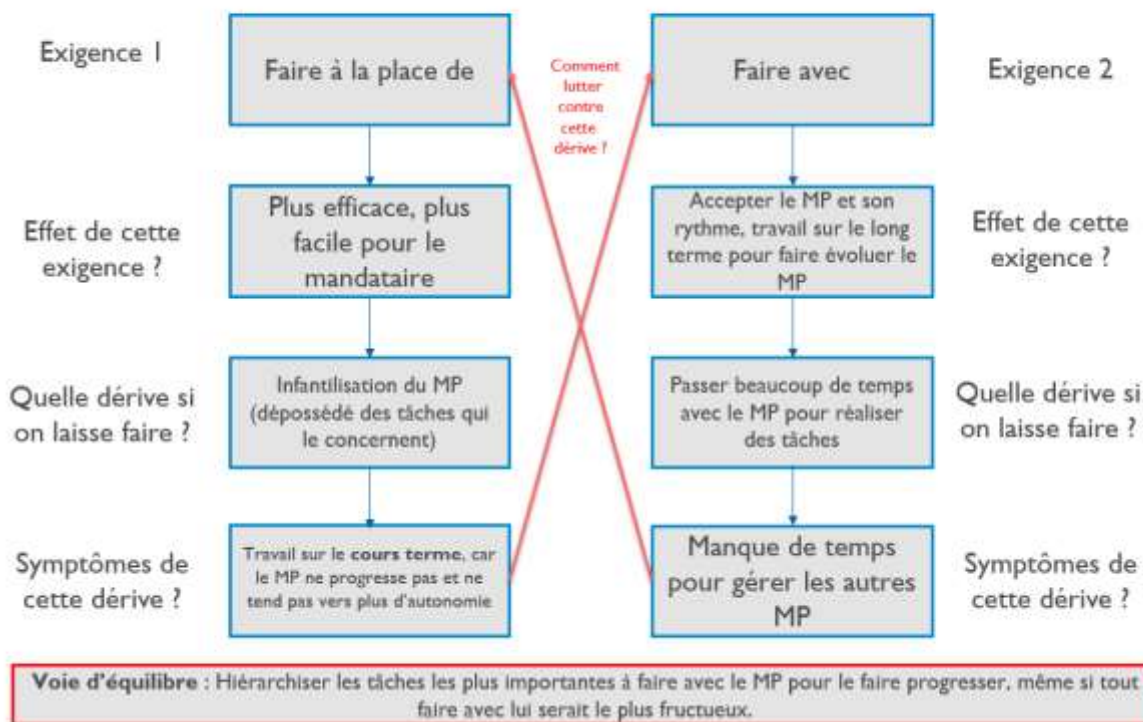 Exigence 1
Faire à la place de
Comment
lutter
contre
cette
dérive ?
Faire avec
Exigence 2
Effet de cette
exigence ?
Plus efficace, plus
facile pour le
mandataire
Accepter le MP et son
rythme, travail sur le long
terme pour faire évoluer le
MP
Effet de cette
exigence ?
Quelle dérive si
on laisse faire ?
Infantilisation du MP
(dépossédé des tâches qui
le concernent)
Passer beaucoup de temps
avec le MP pour réaliser
des tâches
Quelle dérive si
on laisse faire ?
Symptômes de
cette dérive ?
Travail sur le cours terme, car
le MP ne progresse pas et ne
tend pas vers plus d'autonomie
Manque de temps
pour gérer les autres
MP
Symptômes de
cette dérive ?
Voie d'équilibre : Hiérarchiser les tâches les plus importantes à faire avec le MP pour le faire progresser, même si tout
faire avec lui serait le plus fructueux.